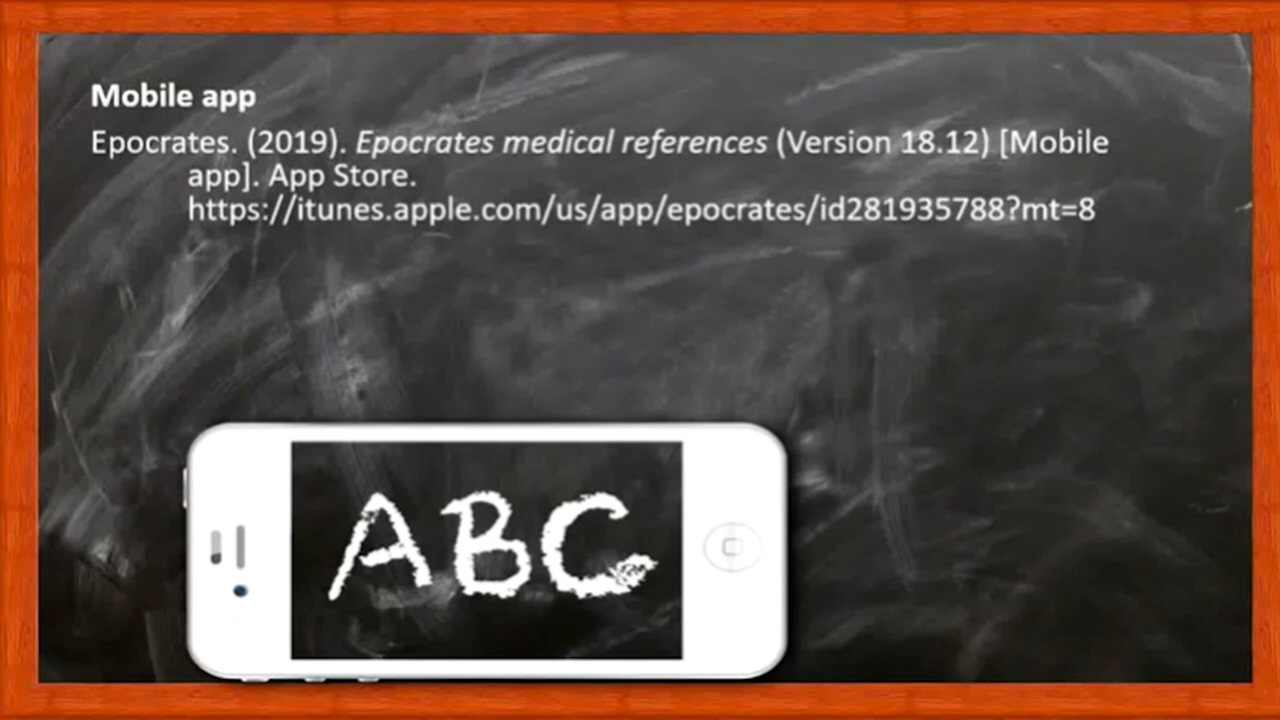 Mobile app
Epocrates. (2019). Epocrates medical references (Version 18.12) [Mobile
app]. App Store.
https://itunes.apple.com/us/app/epocrates/id281935788?mt=8
ABC